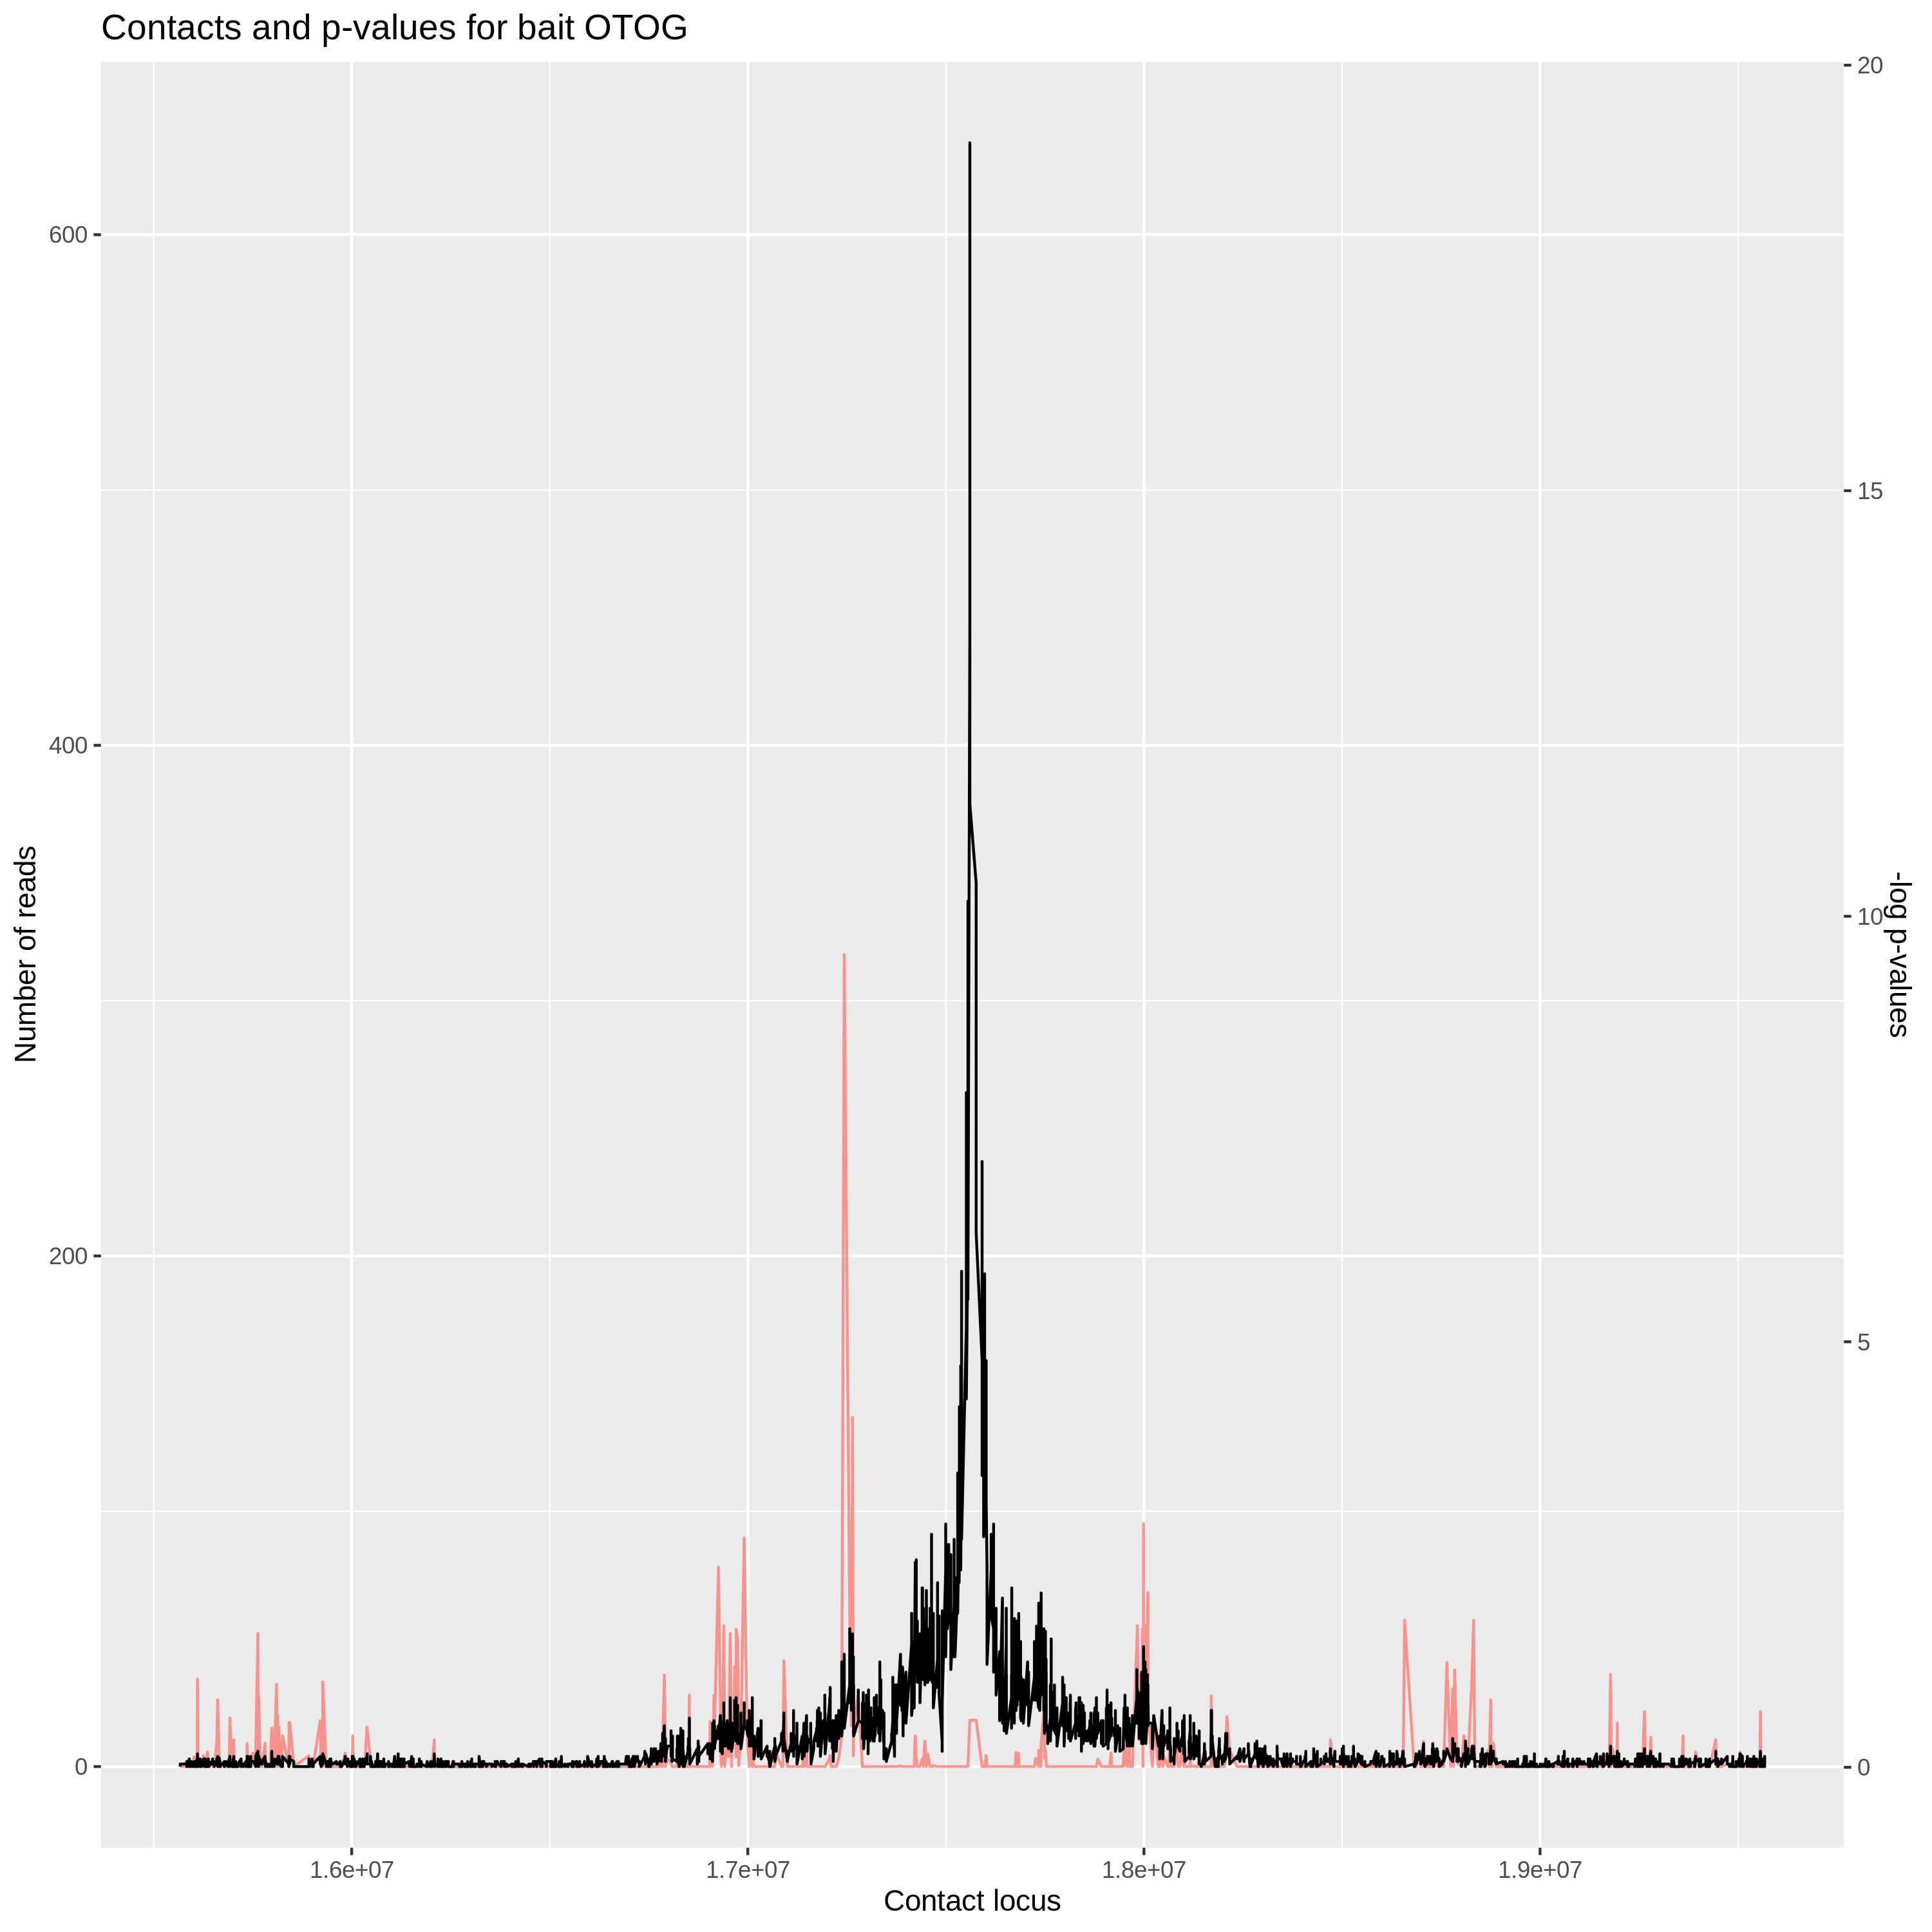 Contacts and p-values for bait OTOG
20
600
15
400
10
200
5
0
0
Number of reads
-log p-values
1.6e+07
1.7e+07
1.8e+07
1.9e+07
Contact locus